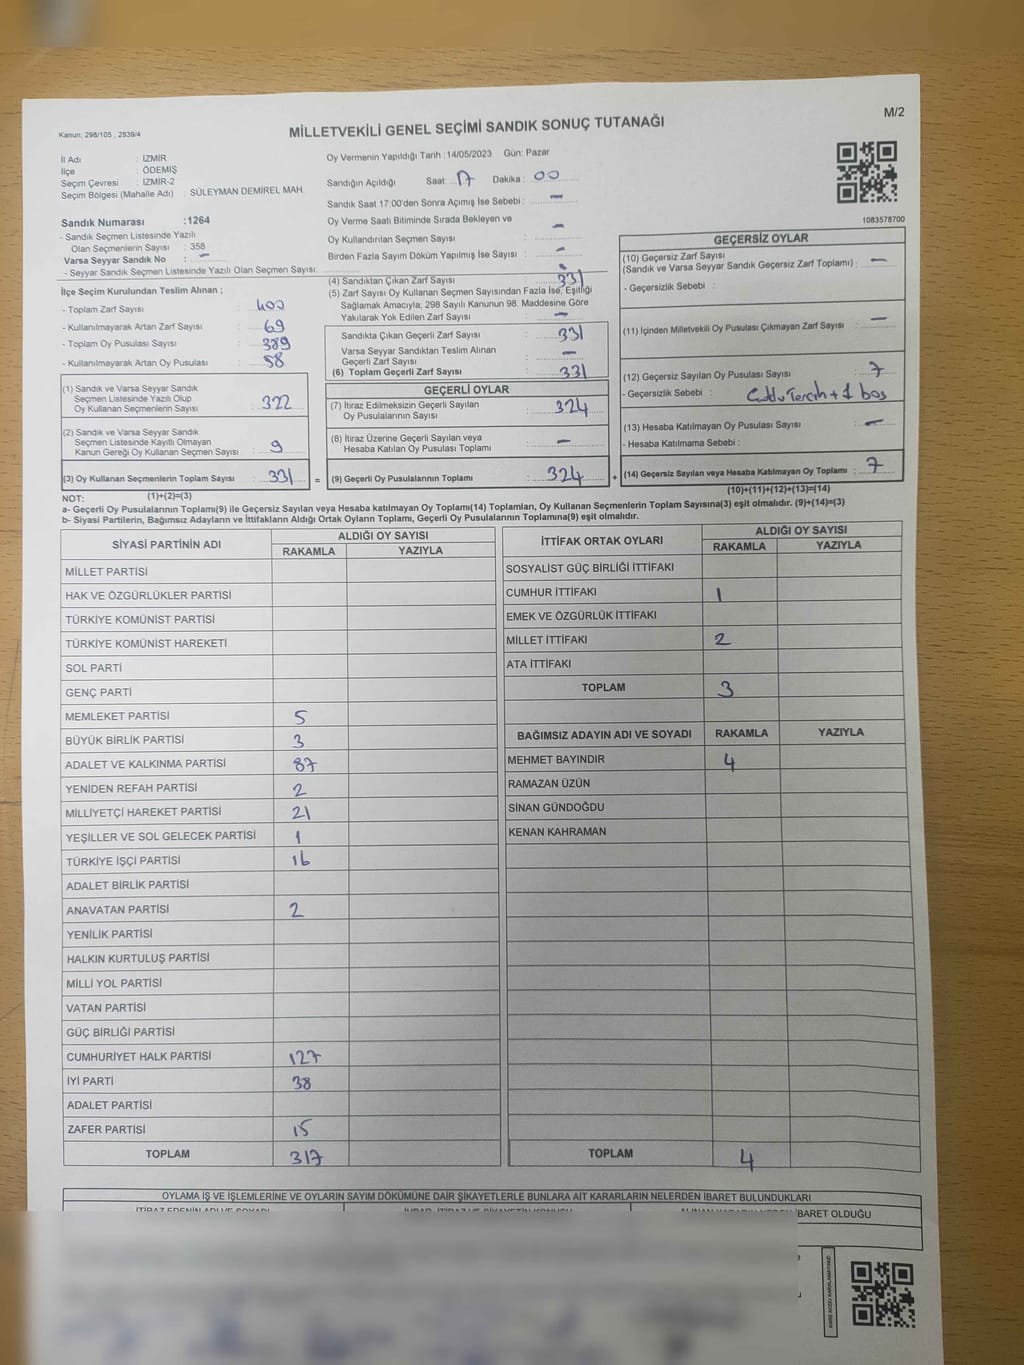 Kanun: 298/105 , 2839/4
M/2
MİLLETVEKİLİ GENEL SEÇİMİ SANDIK SONUÇ TUTANAĞI
İl Adı : İZMİR
İlçe : ÖDEMİŞ
Seçim Çevresi : İZMİR-2
Seçim Bölgesi (Mahalle Adı) : SÜLEYMAN DEMİREL MAH.
Sandık Numarası : 1264
- Sandık Seçmen Listesinde Yazılı
Olan Seçmenlerin Sayısı : 358
Varsa Seyyar Sandık No : –
- Seyyar Sandık Seçmen Listesinde Yazılı Olan Seçmen Sayısı:
İlçe Seçim Kurulundan Teslim Alınan ;
- Toplam Zarf Sayısı : 400
- Kullanılmayarak Artan Zarf Sayısı : 69
- Toplam Oy Pusulası Sayısı : 389
- Kullanılmayarak Artan Oy Pusulası : 58
(1) Sandık ve Varsa Seyyar Sandık
Seçmen Listesinde Yazılı Olup
Oy Kullanan Seçmenlerin Sayısı : 322
(2) Sandık ve Varsa Seyyar Sandık
Seçmen Listesinde Kayıtlı Olmayan
Kanun Gereği Oy Kullanan Seçmen Sayısı : 9
(3) Oy Kullanan Seçmenlerin Toplam Sayısı : 331 =
Oy Vermenin Yapıldığı Tarih : 14/05/2023 Gün: Pazar
Sandığın Açıldığı Saat: 17 Dakika : 00
Sandık Saat 17:00'den Sonra Açımış İse Sebebi : –
Oy Verme Saati Bitiminde Sırada Bekleyen ve
Oy Kullandırılan Seçmen Sayısı : –
Birden Fazla Sayım Döküm Yapılmış İse Sayısı : –
(4) Sandıktan Çıkan Zarf Sayısı : 331
(5) Zarf Sayısı Oy Kullanan Seçmen Sayısından Fazla İse, Eşitliği
Sağlamak Amacıyla; 298 Sayılı Kanunun 98. Maddesine Göre
Yakılarak Yok Edilen Zarf Sayısı : –
Sandıkta Çıkan Geçerli Zarf Sayısı : 331
Varsa Seyyar Sandıktan Teslim Alınan
Geçerli Zarf Sayısı : –
(6) Toplam Geçerli Zarf Sayısı : 331
GEÇERLİ OYLAR
(7) İtiraz Edilmeksizin Geçerli Sayılan
Oy Pusulalarının Sayısı : 324
(8) İtiraz Üzerine Geçerli Sayılan veya
Hesaba Katılan Oy Pusulası Toplamı : –
(9) Geçerli Oy Pusulalarının Toplamı : 324 +
1083578700
GEÇERSİZ OYLAR
(10) Geçersiz Zarf Sayısı
(Sandık ve Varsa Seyyar Sandık Geçersiz Zarf Toplamı) : –
- Geçersizlik Sebebi :
(11) İçinden Milletvekili Oy Pusulası Çıkmayan Zarf Sayısı : –
(12) Geçersiz Sayılan Oy Pusulası Sayısı : 7
- Geçersizlik Sebebi : Çoklu Tercih + 1 boş
(13) Hesaba Katılmayan Oy Pusulası Sayısı : –
- Hesaba Katılmama Sebebi :
(14) Geçersiz Sayılan veya Hesaba Katılmayan Oy Toplamı : 7
NOT: (1)+(2)=(3)
(10)+(11)+(12)+(13)=(14)
a- Geçerli Oy Pusulalarının Toplamı(9) ile Geçersiz Sayılan veya Hesaba katılmayan Oy Toplamı(14) Toplamları, Oy Kullanan Seçmenlerin Toplam Sayısına(3) eşit olmalıdır. (9)+(14)=(3)
b- Siyasi Partilerin, Bağımsız Adayların ve İttifakların Aldığı Ortak Oyların Toplamı, Geçerli Oy Pusulalarının Toplamına(9) eşit olmalıdır.
SİYASİ PARTİNİN ADI ALDIĞI OY SAYISI
RAKAMLA YAZIYLA
MİLLET PARTİSİ
HAK VE ÖZGÜRLÜKLER PARTİSİ
TÜRKİYE KOMÜNİST PARTİSİ
TÜRKİYE KOMÜNİST HAREKETİ
SOL PARTİ
GENÇ PARTİ
MEMLEKET PARTİSİ 5
BÜYÜK BİRLİK PARTİSİ 3
ADALET VE KALKINMA PARTİSİ 87
YENİDEN REFAH PARTİSİ 2
MİLLİYETÇİ HAREKET PARTİSİ 21
YEŞİLLER VE SOL GELECEK PARTİSİ 1
TÜRKİYE İŞÇİ PARTİSİ 16
ADALET BİRLİK PARTİSİ
ANAVATAN PARTİSİ 2
YENİLİK PARTİSİ
HALKIN KURTULUŞ PARTİSİ
MİLLİ YOL PARTİSİ
VATAN PARTİSİ
GÜÇ BİRLİĞİ PARTİSİ
CUMHURİYET HALK PARTİSİ 127
İYİ PARTİ 38
ADALET PARTİSİ
ZAFER PARTİSİ 15
TOPLAM 317
İTTİFAK ORTAK OYLARI ALDIĞI OY SAYISI
RAKAMLA YAZIYLA
SOSYALİST GÜÇ BİRLİĞİ İTTİFAKI
CUMHUR İTTİFAKI 1
EMEK VE ÖZGÜRLÜK İTTİFAKI
MİLLET İTTİFAKI 2
ATA İTTİFAKI
TOPLAM 3
BAĞIMSIZ ADAYIN ADI VE SOYADI RAKAMLA YAZIYLA
MEHMET BAYINDIR 4
RAMAZAN ÜZÜN
SİNAN GÜNDOĞDU
KENAN KAHRAMAN
TOPLAM 4
OYLAMA İŞ VE İŞLEMLERİNE VE OYLARIN SAYIM DÖKÜMÜNE DAİR ŞİKAYETLERLE BUNLARA AİT KARARLARIN NELERDEN İBARET BULUNDUKLARI
BARET OLDUĞU